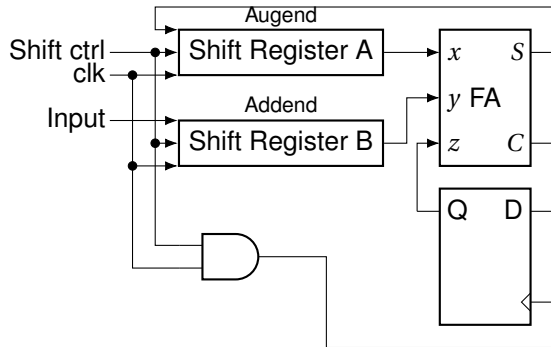 Augend
Shift ctrl
Shift Register A
x
S
clk
Addend
y FA
Input
Shift Register B
z
C
Q
D